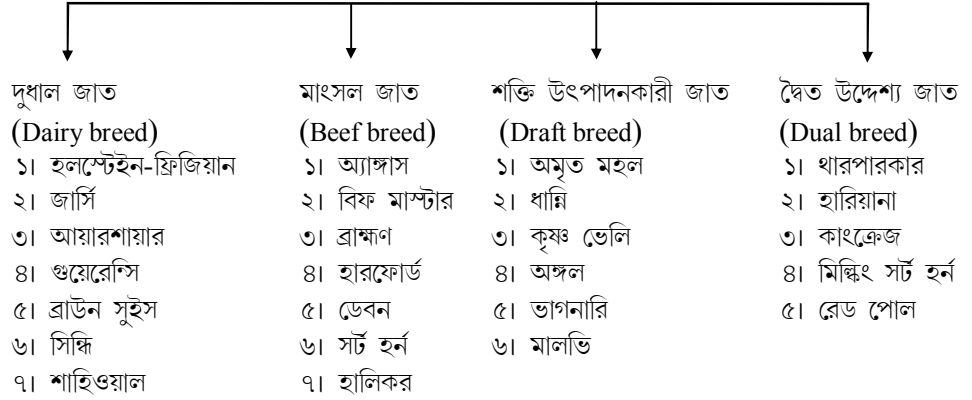 দুধাল জাত
(Dairy breed)
১। হলস্টেইন-ফ্রিজিয়ান
২। জার্সি
৩। আয়ারশায়ার
৪। গুয়েরেন্সি
৫। ব্রাউন সুইস
৬। সিন্ধি
৭। শাহিওয়াল
মাংসল জাত
(Beef breed)
১। অ্যাঙ্গাস
২। বিফ মাস্টার
৩। ব্রাহ্মণ
৪। হারফোর্ড
৫। ডেবন
৬। সর্ট হর্ন
৭। হালিকর
শক্তি উৎপাদনকারী জাত
(Draft breed)
১। অমৃত মহল
২। ধান্নি
৩। কৃষ্ণ ভেলি
৪। অঙ্গল
৫। ভাগনারি
৬। মালভি
দ্বৈত উদ্দেশ্য জাত
(Dual breed)
১। থারপারকার
২। হারিয়ানা
৩। কাংক্রেজ
৪। মিল্কিং সর্ট হর্ন
৫। রেড পোল